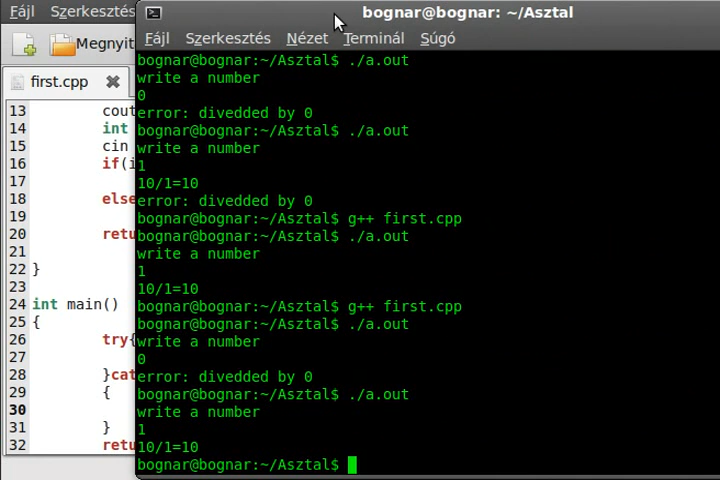 Fájl Szerkesztés
Megnyit
first.cpp
13 cout
14 int
15 cin
16 if(i
17
18 else
19
20 retu
21
22 }
23
24 int main()
25 {
26 try{
27
28 }cat
29 {
30
31 }
32 retu
bognar@bognar: ~/Asztal
Fájl Szerkesztés Nézet Terminál Súgó
bognar@bognar:~/Asztal$ ./a.out
write a number
0
error: divedded by 0
bognar@bognar:~/Asztal$ ./a.out
write a number
1
10/1=10
error: divedded by 0
bognar@bognar:~/Asztal$ g++ first.cpp
bognar@bognar:~/Asztal$ ./a.out
write a number
1
10/1=10
bognar@bognar:~/Asztal$ g++ first.cpp
bognar@bognar:~/Asztal$ ./a.out
write a number
0
error: divedded by 0
bognar@bognar:~/Asztal$ ./a.out
write a number
1
10/1=10
bognar@bognar:~/Asztal$